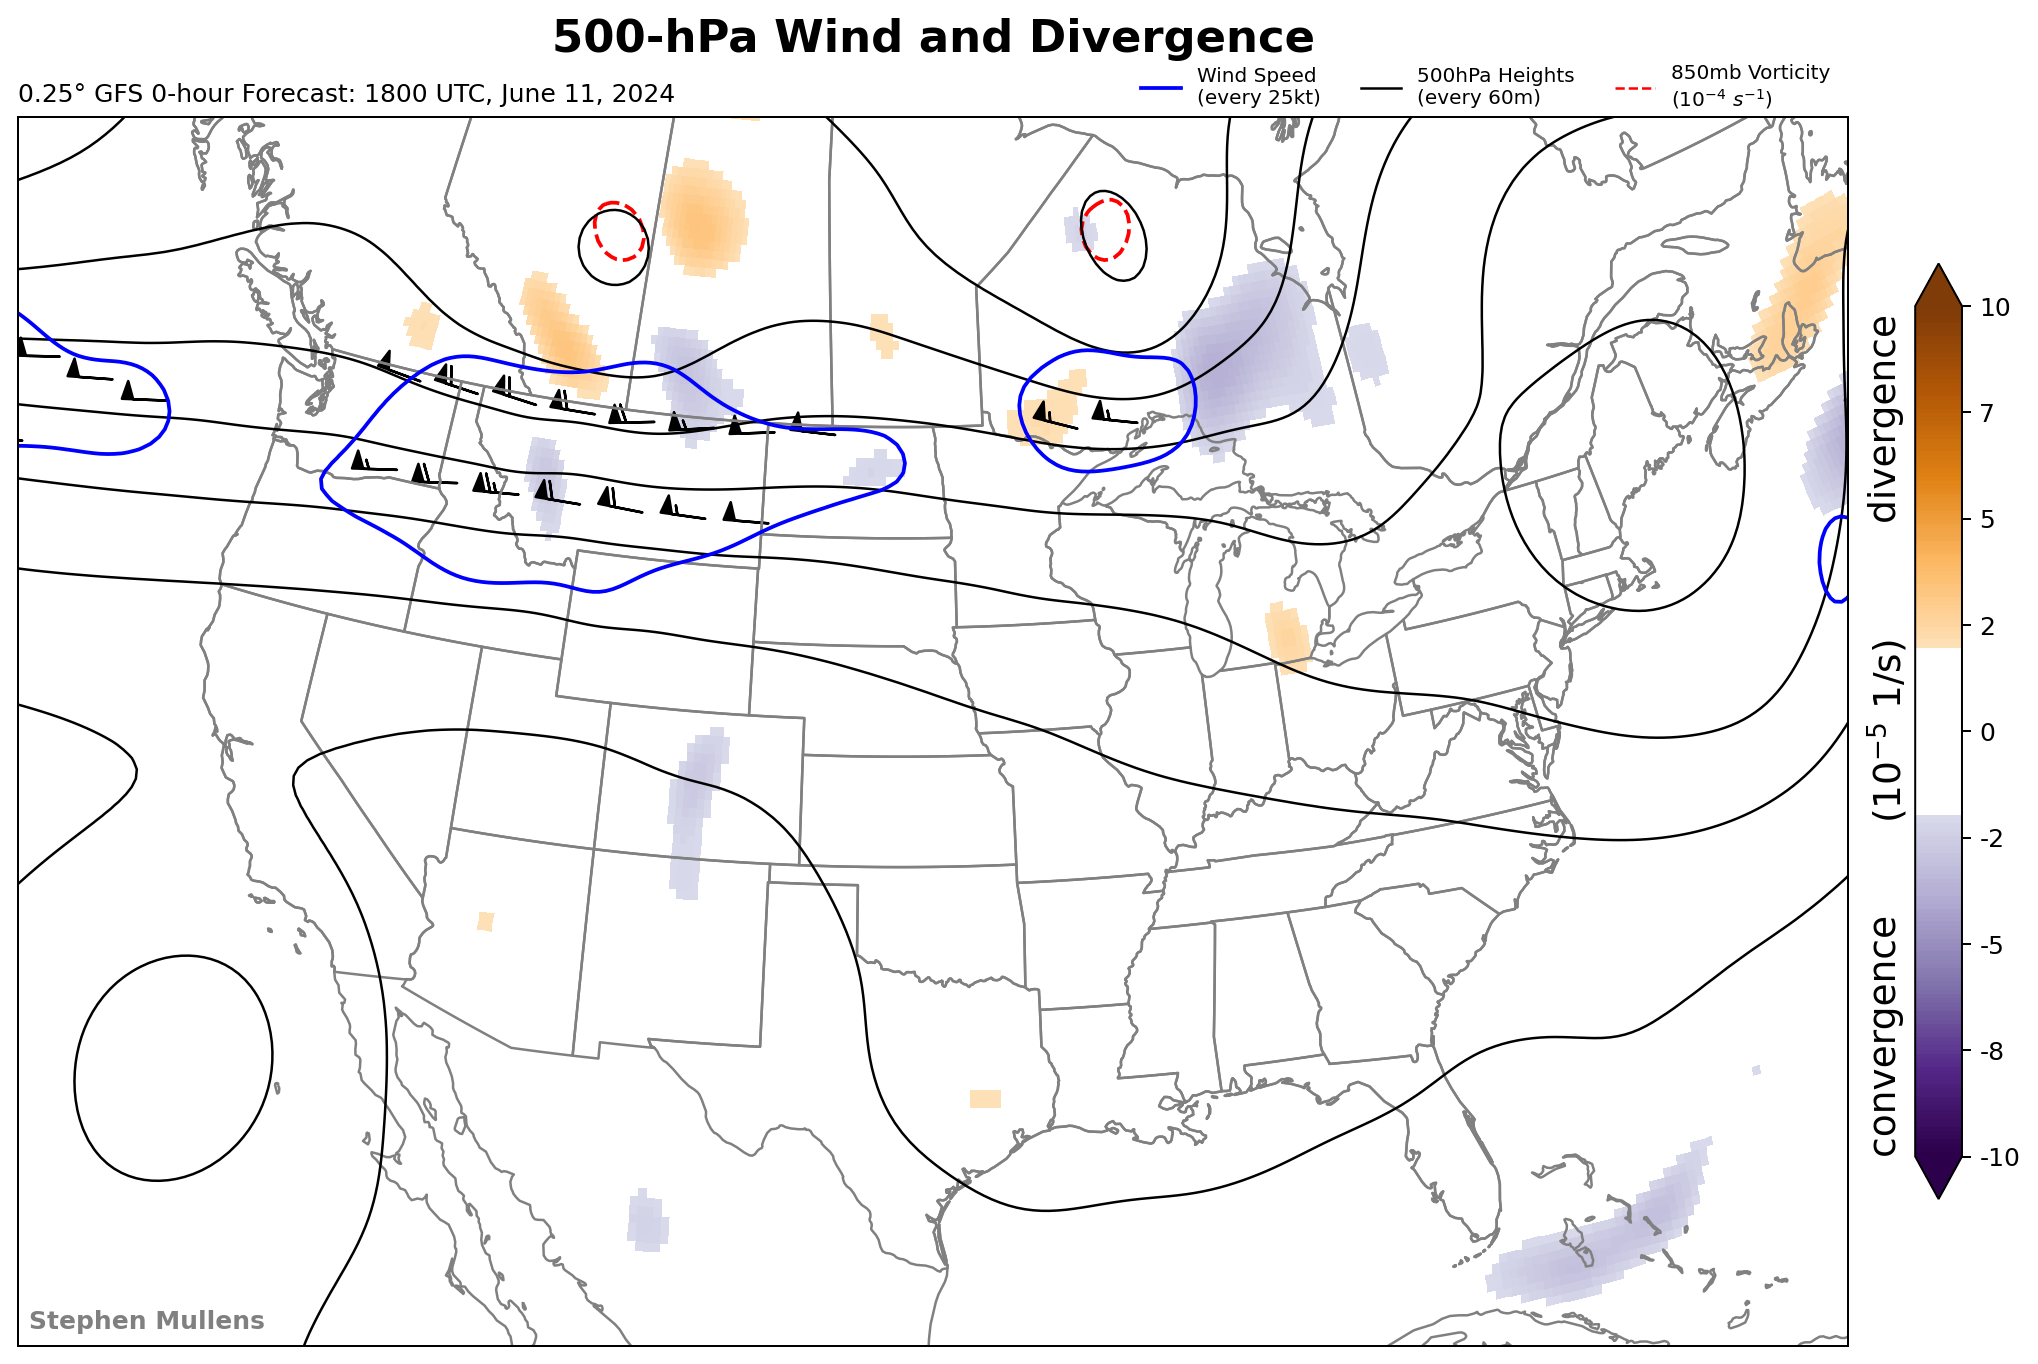 500-hPa Wind and Divergence
0.25° GFS 0-hour Forecast: 1800 UTC, June 11, 2024
Wind Speed
(every 25kt)
500hPa Heights
(every 60m)
850mb Vorticity
(10⁻⁴ s⁻¹)
10
7
5
2
0
-2
-5
-8
-10
convergence (10⁻⁵ 1/s) divergence
Stephen Mullens